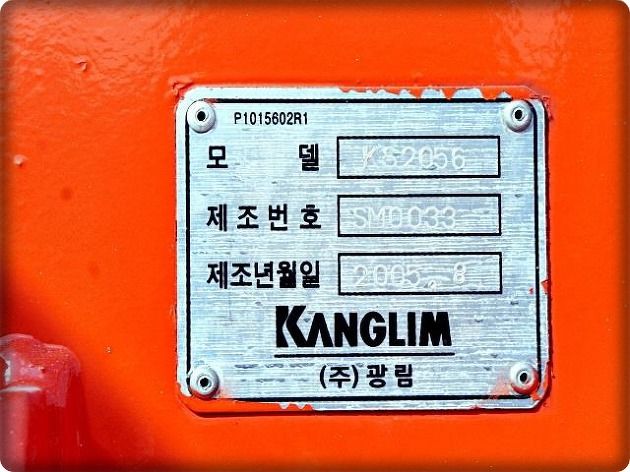 P1015602R1
모 델 KS2056
제조번호 SM0033
제조년월일 2005. 8
KANGLIM
(주) 광림